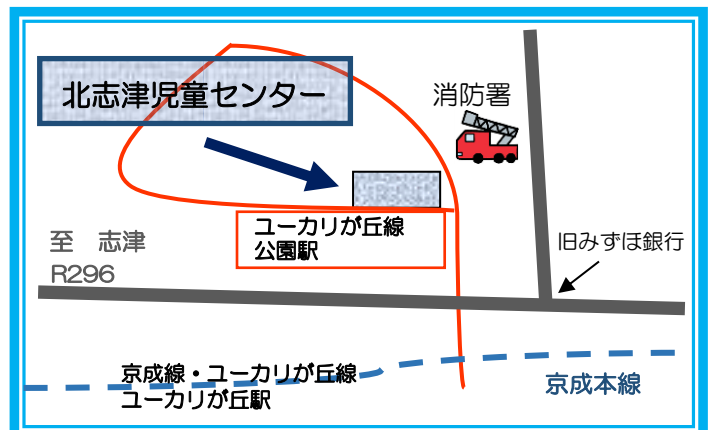 北志津児童センター
消防署
ユーカリが丘線
公園駅
至　志津
R296
旧みずほ銀行
京成線・ユーカリが丘線
ユーカリが丘駅
京成本線